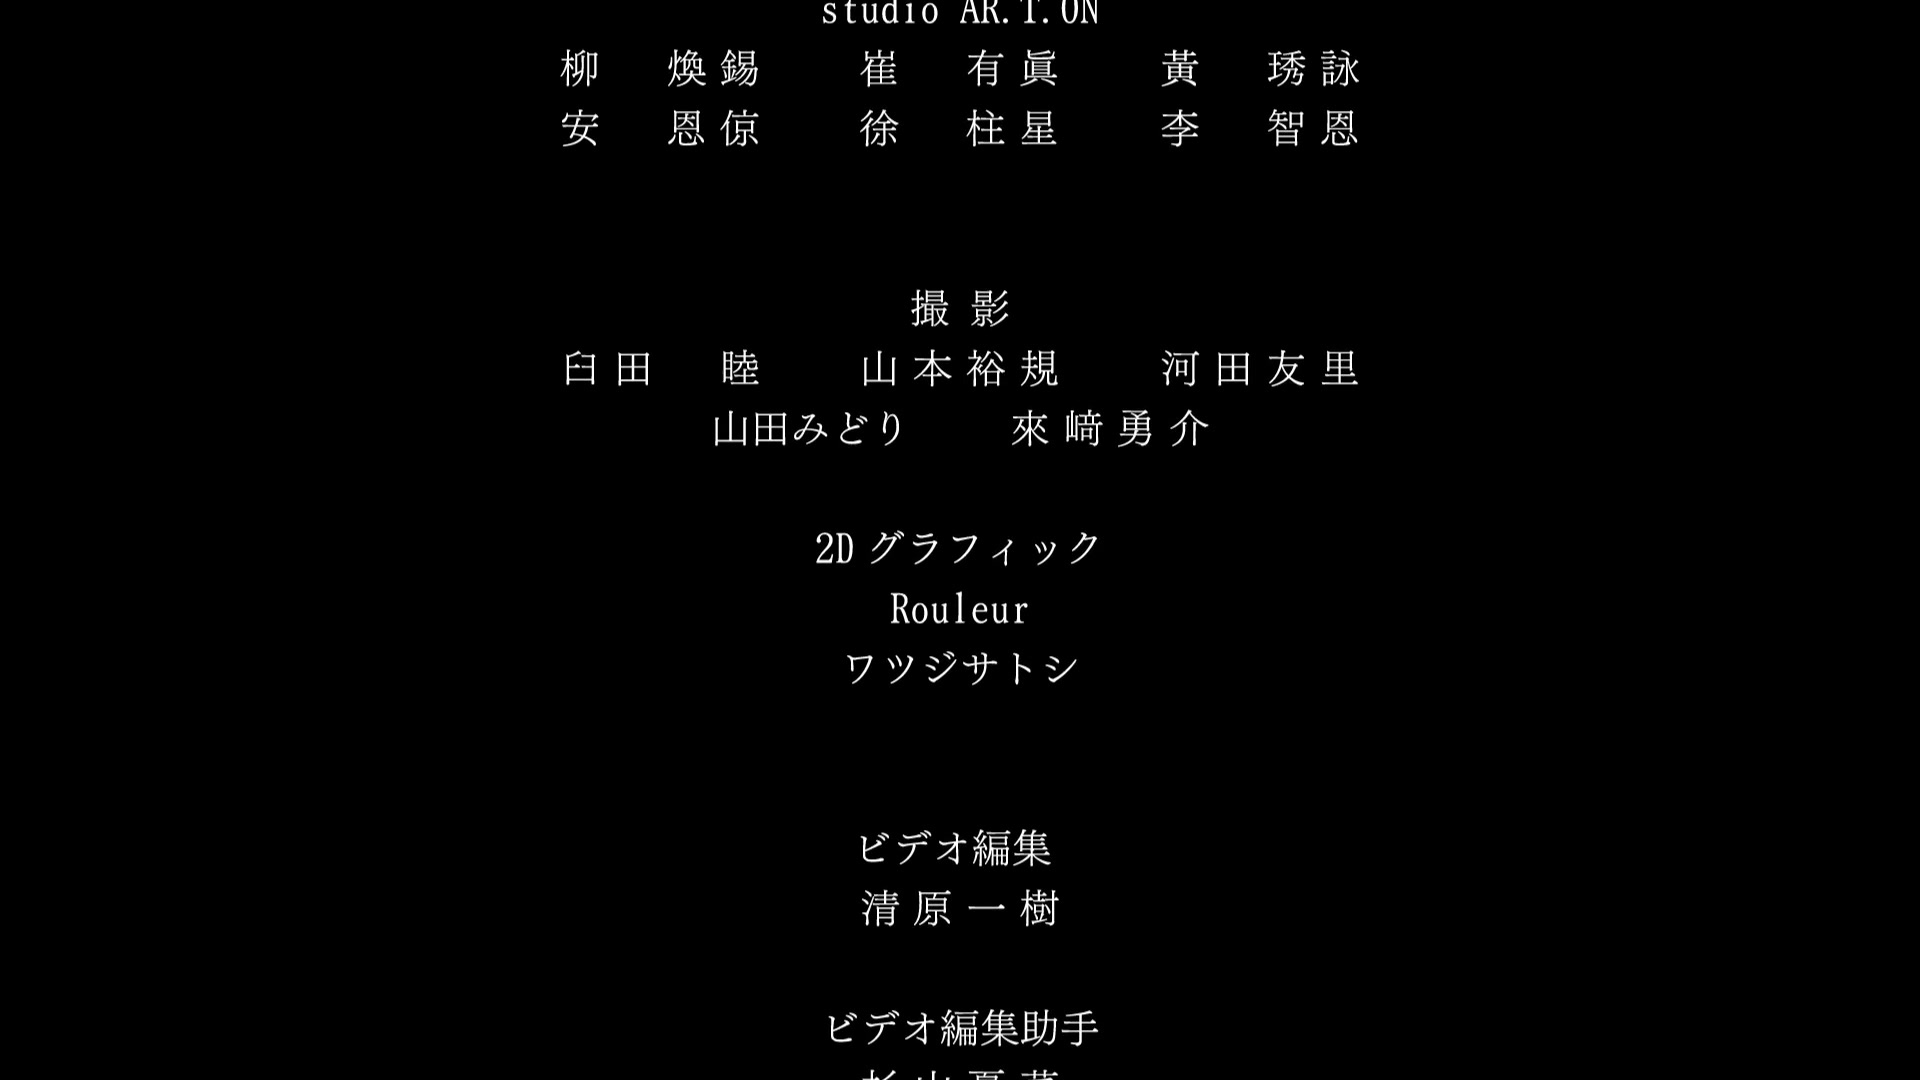 studio AR.T.ON
柳　煥錫　崔　有眞　黃　琇詠
安　恩倞　徐　柱星　李　智恩
撮影
臼田　睦　山本裕規　河田友里
山田みどり　來﨑勇介
2Dグラフィック
Rouleur
ワツジサトシ
ビデオ編集
清原一樹
ビデオ編集助手